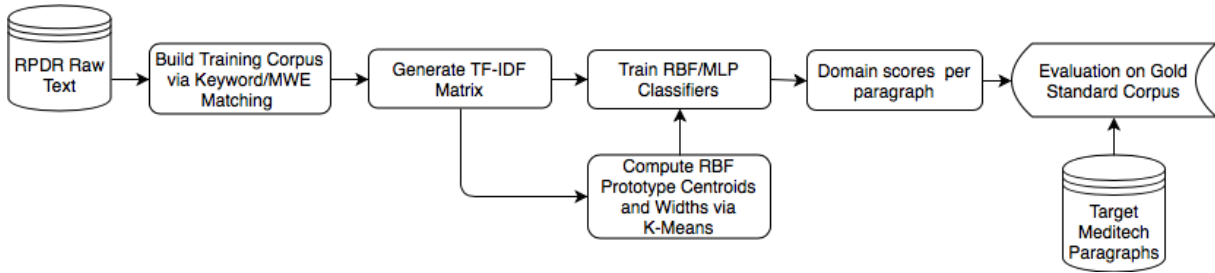 RPDR Raw
Text
Build Training Corpus
via Keyword/MWE
Matching
Generate TF-IDF
Matrix
Train RBF/MLP
Classifiers
Domain scores per
paragraph
Evaluation on Gold
Standard Corpus
Compute RBF
Prototype Centroids
and Widths via
K-Means
Target
Meditech
Paragraphs